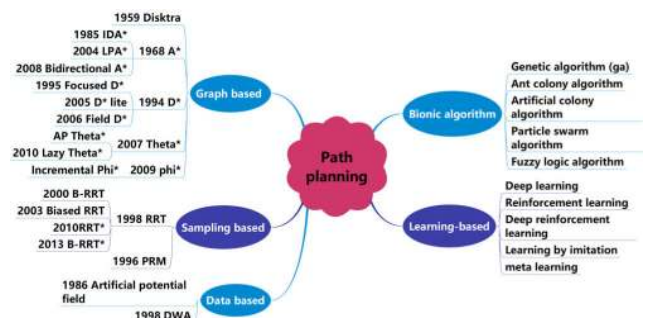 1959 Disktra
1985 IDA*
2004 LPA*
1968 A*
2008 Bidirectional A*
1995 Focused D*
2005 D* lite
1994 D*
2006 Field D*
AP Theta*
2007 Theta*
2010 Lazy Theta*
Incremental Phi*
2009 phi*
Graph based
2000 B-RRT
2003 Biased RRT
1998 RRT
2010RRT*
2013 B-RRT*
1996 PRM
Sampling based
1986 Artificial potential
field
1998 DWA
Data based
Path
planning
Bionic algorithm
Genetic algorithm (ga)
Ant colony algorithm
Artificial colony
algorithm
Particle swarm
algorithm
Fuzzy logic algorithm
Learning-based
Deep learning
Reinforcement learning
Deep reinforcement
learning
Learning by imitation
meta learning